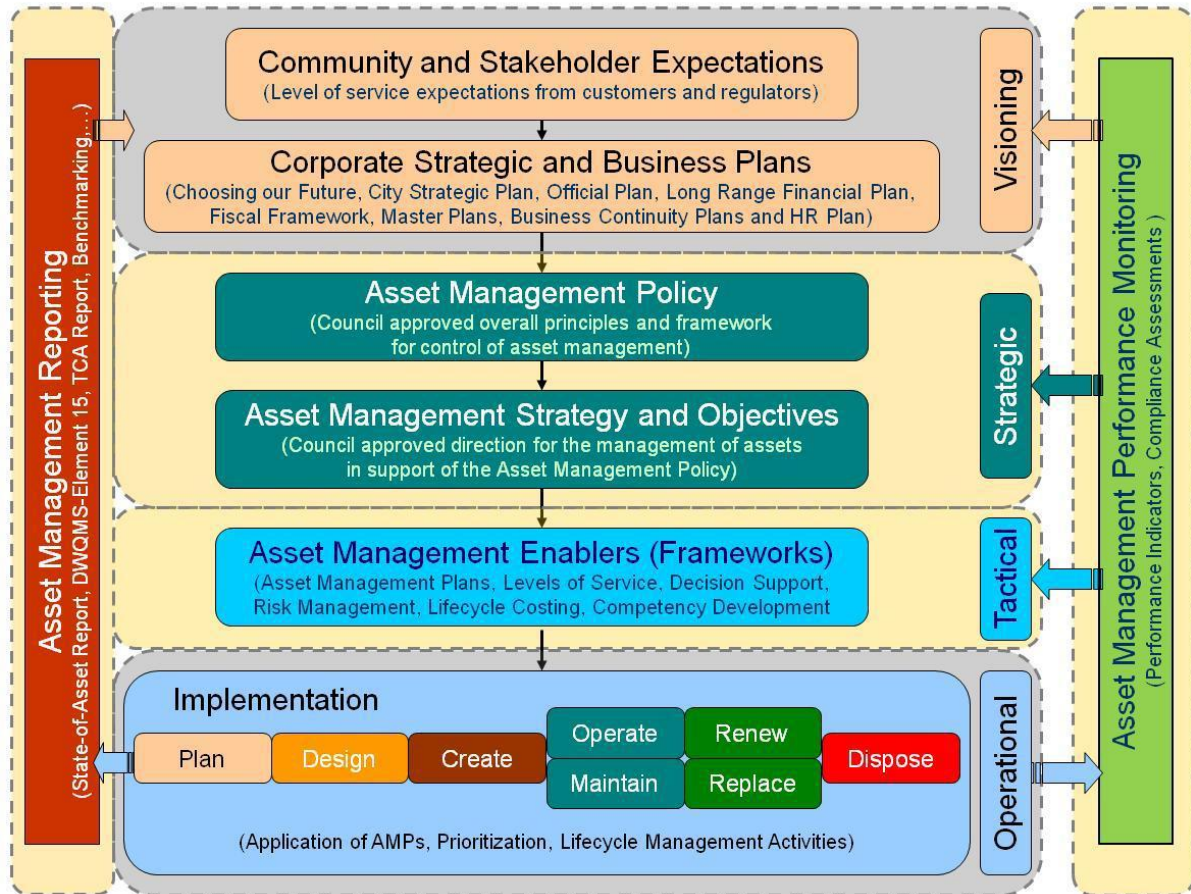 Asset Management Reporting
(State-of-Asset Report, DWQMS-Element 15, TCA Report, Benchmarking,…)
Community and Stakeholder Expectations
(Level of service expectations from customers and regulators)
Corporate Strategic and Business Plans
(Choosing our Future, City Strategic Plan, Official Plan, Long Range Financial Plan,
Fiscal Framework, Master Plans, Business Continuity Plans and HR Plan)
Visioning
Asset Management Policy
(Council approved overall principles and framework
for control of asset management)
Asset Management Strategy and Objectives
(Council approved direction for the management of assets
in support of the Asset Management Policy)
Strategic
Asset Management Enablers (Frameworks)
(Asset Management Plans, Levels of Service, Decision Support,
Risk Management, Lifecycle Costing, Competency Development
Tactical
Implementation
Plan
Design
Create
Operate
Maintain
Renew
Replace
Dispose
(Application of AMPs, Prioritization, Lifecycle Management Activities)
Operational
Asset Management Performance Monitoring
(Performance Indicators, Compliance Assessments )